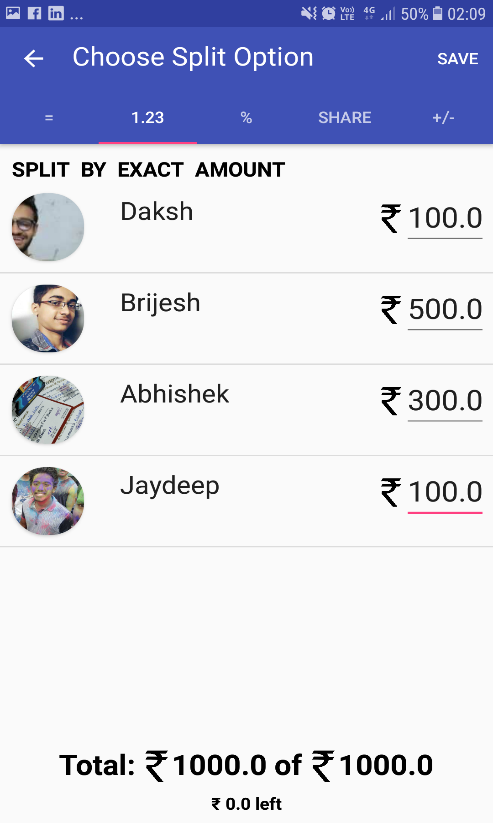 ... 50% 02:09
Choose Split Option SAVE
= 1.23 % SHARE +/-
SPLIT BY EXACT AMOUNT
Daksh ₹ 100.0
Brijesh ₹ 500.0
Abhishek ₹ 300.0
Jaydeep ₹ 100.0
Total: ₹1000.0 of ₹1000.0
₹ 0.0 left